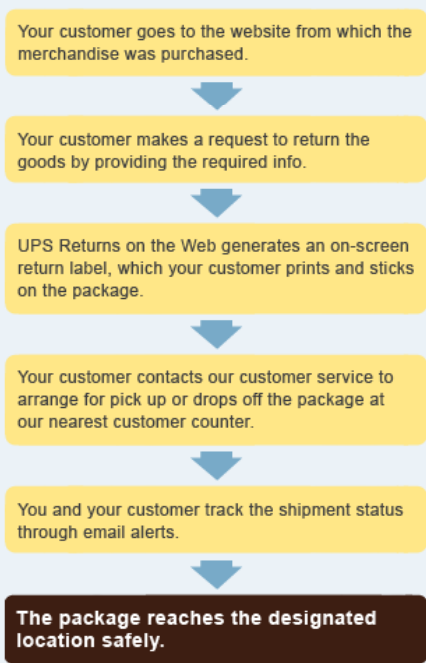 Your customer goes to the website from which the
merchandise was purchased.
Your customer makes a request to return the
goods by providing the required info.
UPS Returns on the Web generates an on-screen
return label, which your customer prints and sticks
on the package.
Your customer contacts our customer service to
arrange for pick up or drops off the package at
our nearest customer counter.
You and your customer track the shipment status
through email alerts.
The package reaches the designated
location safely.